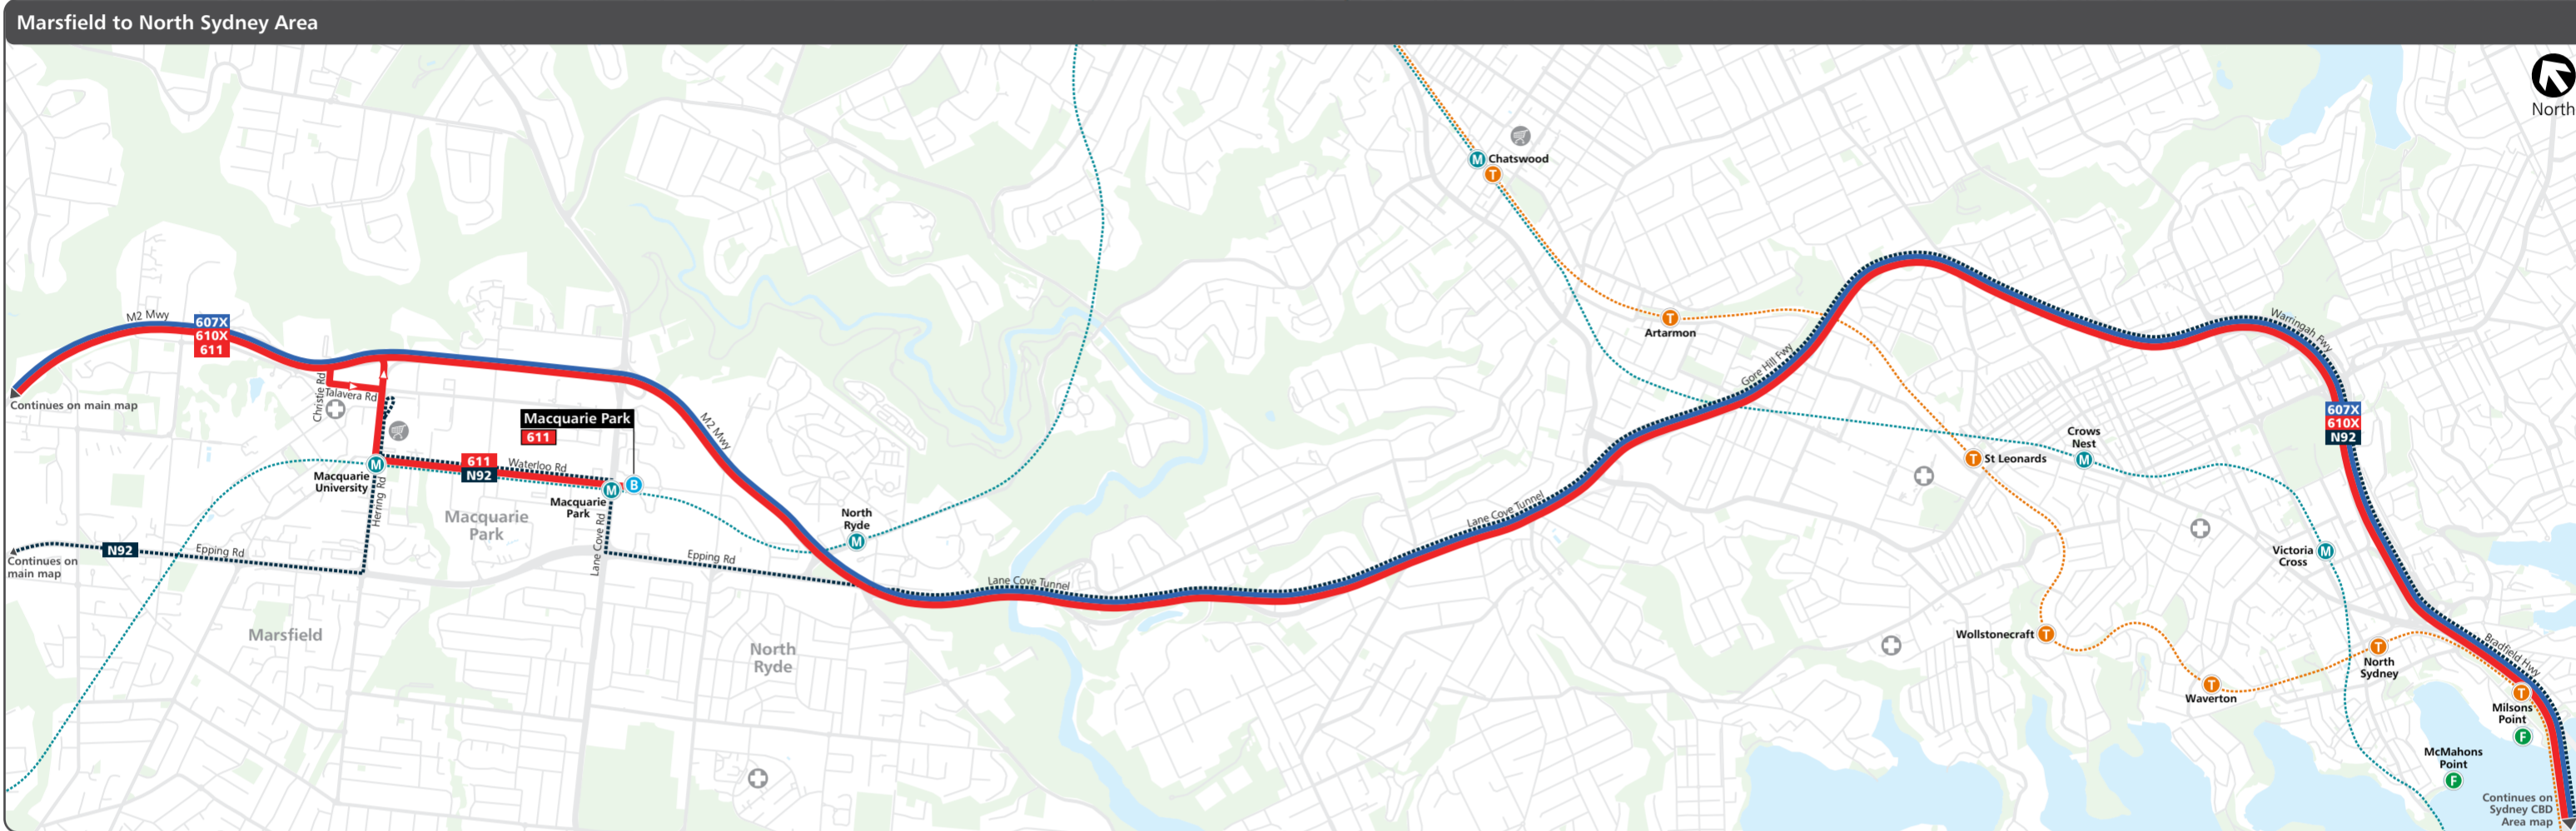 Marsfield to North Sydney Area
North
M
Chatswood
T
M2 Mwy
607X
610X
611
T
Artarmon
Warringah Fwy
Gore Hill Fwy
Continues on main map
Christie Rd
Talavera Rd
Macquarie Park
611
M2 Mwy
607X
610X
N92
Crows
Nest
M
T
St Leonards
M
Macquarie
University
611
N92
Waterloo Rd
M
B
Macquarie
Park
Herring Rd
Macquarie
Park
Lane Cove Rd
North
Ryde
M
Lane Cove Tunnel
Continues on
main map
N92
Epping Rd
Epping Rd
Lane Cove Tunnel
Victoria
Cross
M
Marsfield
North
Ryde
Wollstonecraft
T
T
North
Sydney
Bradfield Hwy
T
Waverton
T
Milsons
Point
F
McMahons
Point
F
Continues on
Sydney CBD
Area map